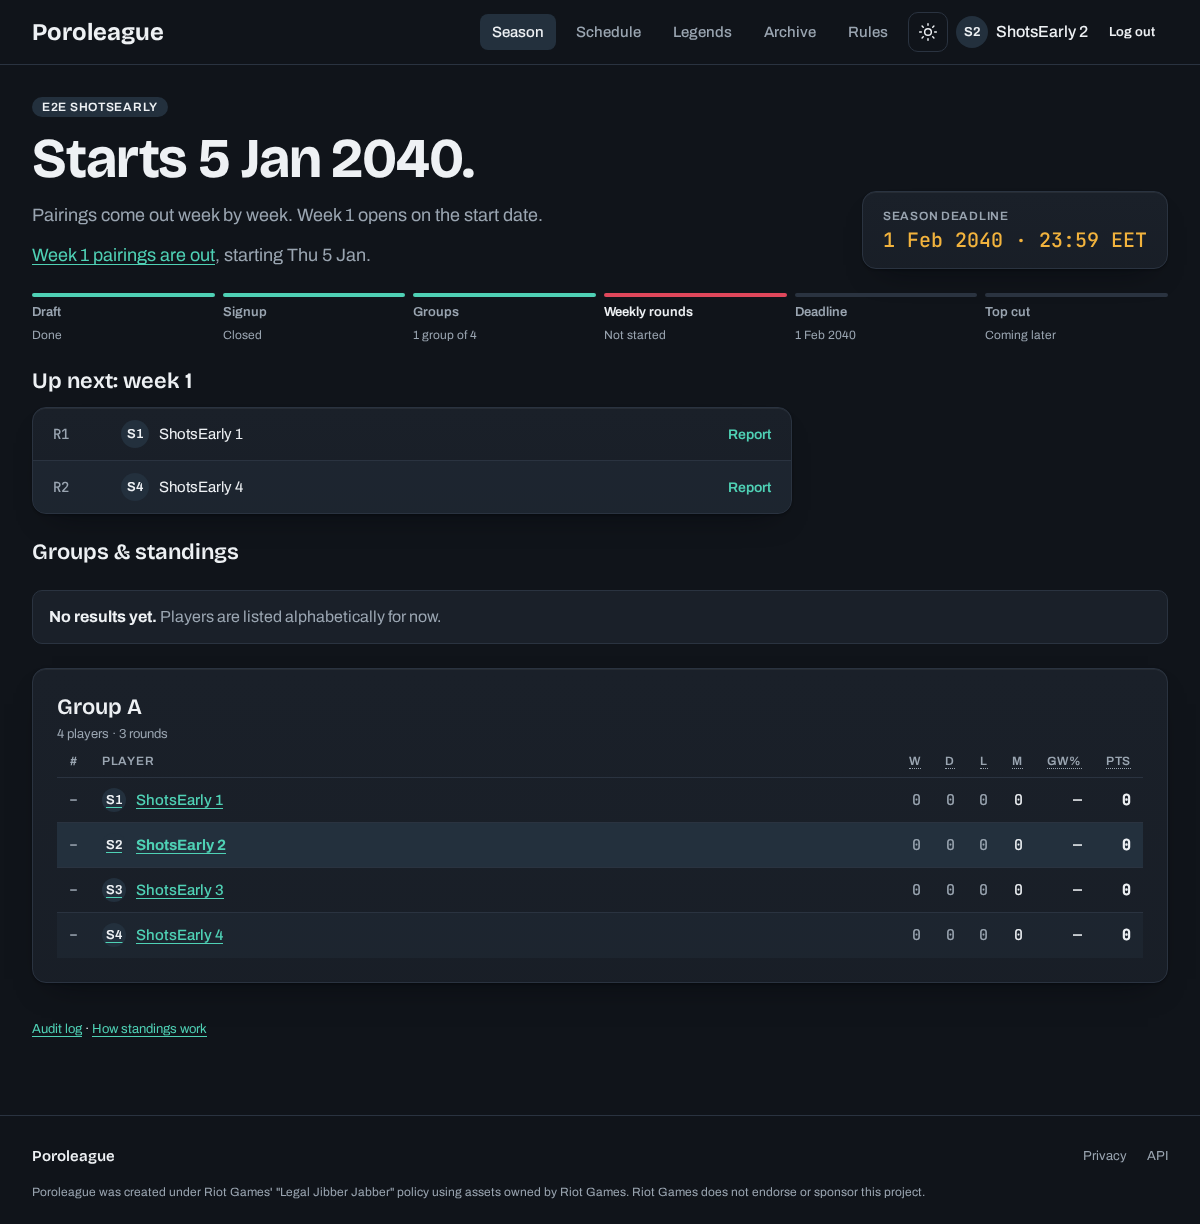 Poroleague
Season Schedule Legends Archive Rules S2 ShotsEarly 2 Log out
E2E SHOTSEARLY
Starts 5 Jan 2040.
Pairings come out week by week. Week 1 opens on the start date.
Week 1 pairings are out, starting Thu 5 Jan.
SEASON DEADLINE
1 Feb 2040 · 23:59 EET
Draft
Done
Signup
Closed
Groups
1 group of 4
Weekly rounds
Not started
Deadline
1 Feb 2040
Top cut
Coming later
Up next: week 1
R1 S1 ShotsEarly 1 Report
R2 S4 ShotsEarly 4 Report
Groups & standings
No results yet. Players are listed alphabetically for now.
Group A
4 players · 3 rounds
# PLAYER W D L M GW% PTS
– S1 ShotsEarly 1 0 0 0 0 — 0
– S2 ShotsEarly 2 0 0 0 0 — 0
– S3 ShotsEarly 3 0 0 0 0 — 0
– S4 ShotsEarly 4 0 0 0 0 — 0
Audit log · How standings work
Poroleague
Privacy API
Poroleague was created under Riot Games' "Legal Jibber Jabber" policy using assets owned by Riot Games. Riot Games does not endorse or sponsor this project.